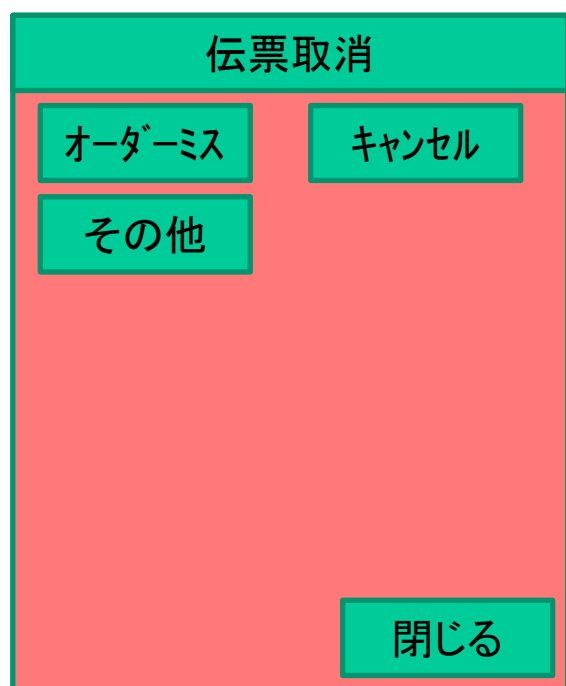 伝票取消
オーダーミス
キャンセル
その他
閉じる